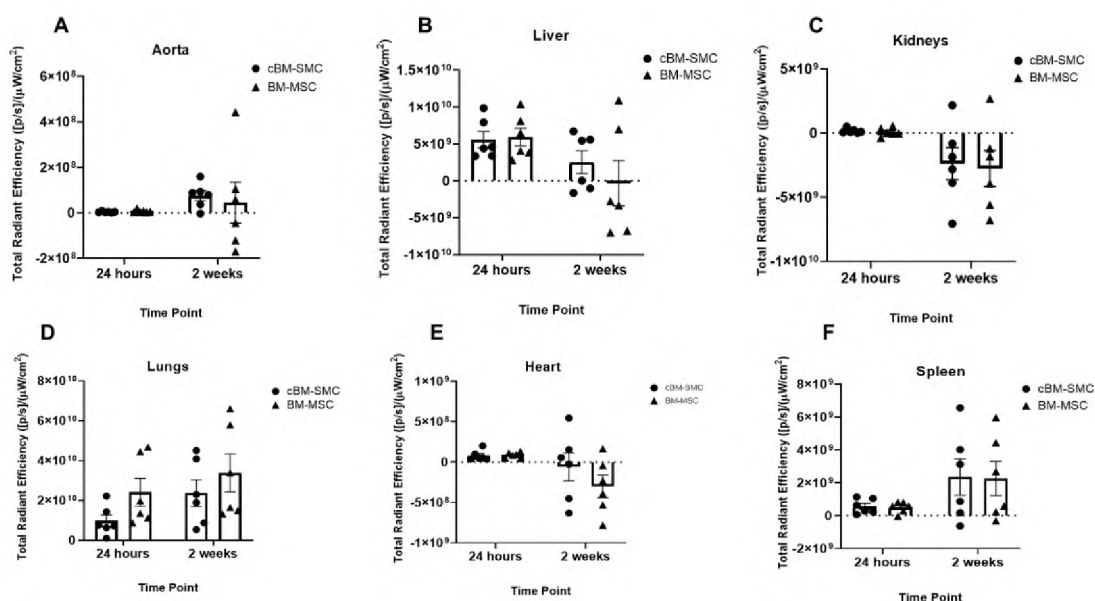 A
Aorta
cBM-SMC
BM-MSC
Total Radiant Efficiency ([p/s]/(μW/cm²)
6×10⁸
4×10⁸
2×10⁸
0
-2×10⁸
24 hours
2 weeks
Time Point
B
Liver
cBM-SMC
BM-MSC
Total Radiant Efficiency ([p/s]/(μW/cm²)
1.5×10¹⁰
1×10¹⁰
5×10⁹
0
-5×10⁹
-1×10¹⁰
24 hours
2 weeks
Time Point
C
Kidneys
cBM-SMC
BM-MSC
Total Radiant Efficiency ([p/s]/(μW/cm²)
5×10⁹
0
-5×10⁹
-1×10¹⁰
24 hours
2 weeks
Time Point
D
Lungs
cBM-SMC
BM-MSC
Total Radiant Efficiency ([p/s]/(μW/cm²)
8×10¹⁰
6×10¹⁰
4×10¹⁰
2×10¹⁰
0
24 hours
2 weeks
Time Point
E
Heart
cBM-SMC
BM-MSC
Total Radiant Efficiency ([p/s]/(μW/cm²)
1×10⁹
5×10⁸
0
-5×10⁸
-1×10⁹
24 hours
2 weeks
Time Point
F
Spleen
cBM-SMC
BM-MSC
Total Radiant Efficiency ([p/s]/(μW/cm²)
8×10⁹
6×10⁹
4×10⁹
2×10⁹
0
-2×10⁹
24 hours
2 weeks
Time Point